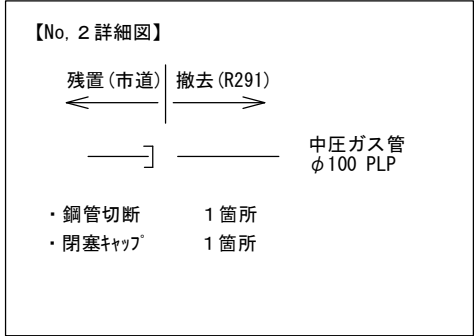 【No,２詳細図】
残置(市道) 撤去(R291)
中圧ガス管
φ100 PLP
・鋼管切断　１箇所
・閉塞ｷｬｯﾌﾟ　１箇所